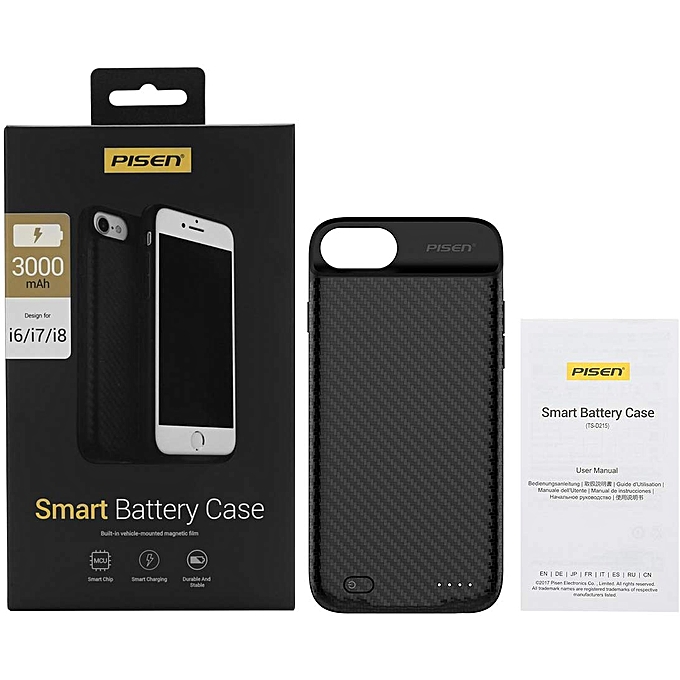 PISEN®
3000
mAh
Design for
i6/i7/i8
Smart Battery Case
Built-in vehicle-mounted magnetic film
MCU
Smart Chip
Smart Charging
Durable And
Stable
PISEN®
PISEN®
Smart Battery Case
(TS-D215)
User Manual
Bedienungsanleitung | 取扱説明書 | Guide d'Utilisation |
Manuale dell'Utente | Manual de instrucciones |
Начальное руководство | 使用说明书
EN | DE | JP | FR | IT | ES | RU | CN
©2017 Pisen Electronics Co., Limited. All rights reserved.
All trademark names are registered trademarks of respective
manufacturers listed.